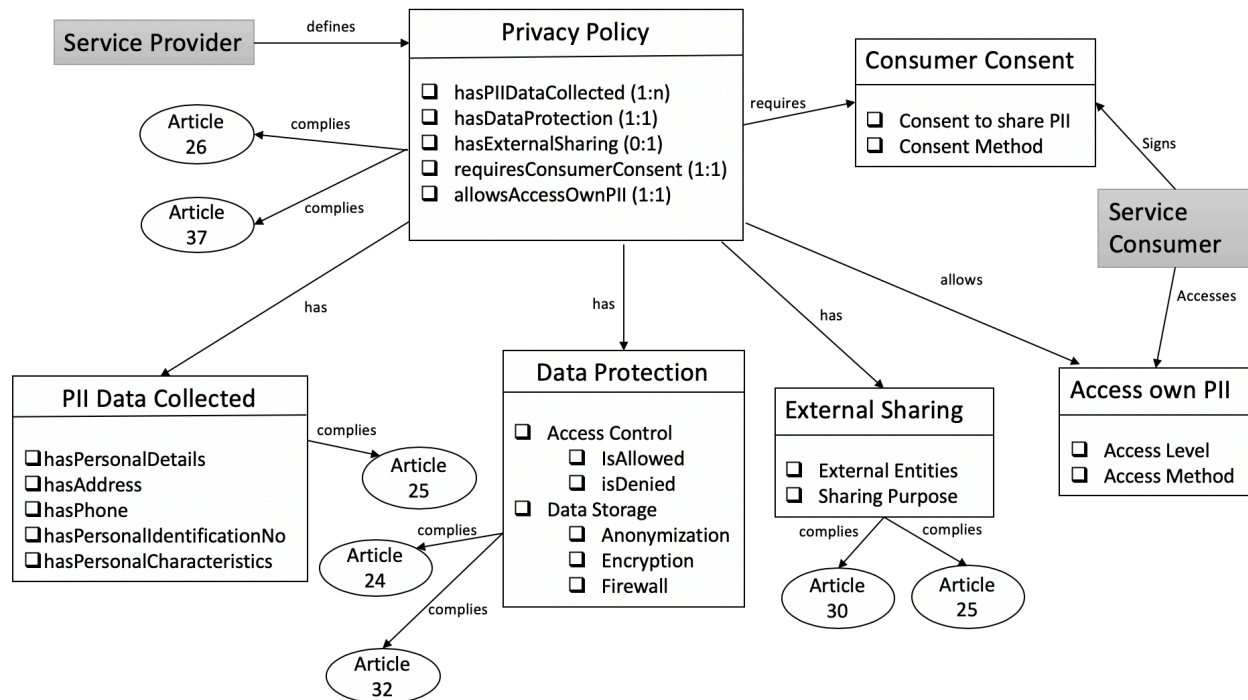 Service Provider
defines
Privacy Policy
hasPIIDataCollected (1:n)
hasDataProtection (1:1)
hasExternalSharing (0:1)
requiresConsumerConsent (1:1)
allowsAccessOwnPII (1:1)
requires
Consumer Consent
Consent to share PII
Consent Method
Signs
Service
Consumer
Accesses
complies
Article
26
complies
Article
37
has
has
has
allows
PII Data Collected
hasPersonalDetails
hasAddress
hasPhone
hasPersonalIdentificationNo
hasPersonalCharacteristics
complies
Article
25
Data Protection
Access Control
IsAllowed
isDenied
Data Storage
Anonymization
Encryption
Firewall
complies
Article
24
complies
Article
32
External Sharing
External Entities
Sharing Purpose
complies
complies
Article
30
Article
25
Access own PII
Access Level
Access Method